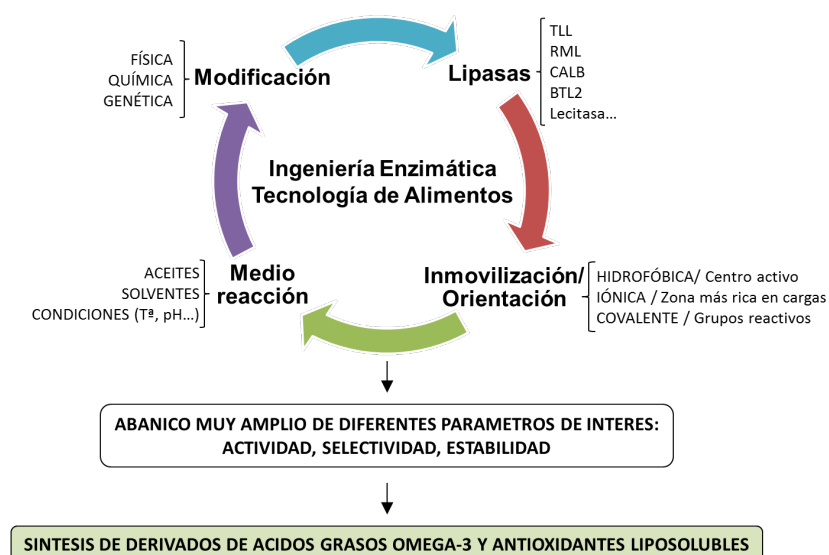 FÍSICA
QUÍMICA
GENÉTICA
Modificación
Lipasas
TLL
RML
CALB
BTL2
Lecitasa...
Ingeniería Enzimática
Tecnología de Alimentos
ACEITES
SOLVENTES
CONDICIONES (Tª, pH...)
Medio
reacción
Inmovilización/
Orientación
HIDROFÓBICA/ Centro activo
IÓNICA / Zona más rica en cargas
COVALENTE / Grupos reactivos
ABANICO MUY AMPLIO DE DIFERENTES PARAMETROS DE INTERES:
ACTIVIDAD, SELECTIVIDAD, ESTABILIDAD
SINTESIS DE DERIVADOS DE ACIDOS GRASOS OMEGA-3 Y ANTIOXIDANTES LIPOSOLUBLES